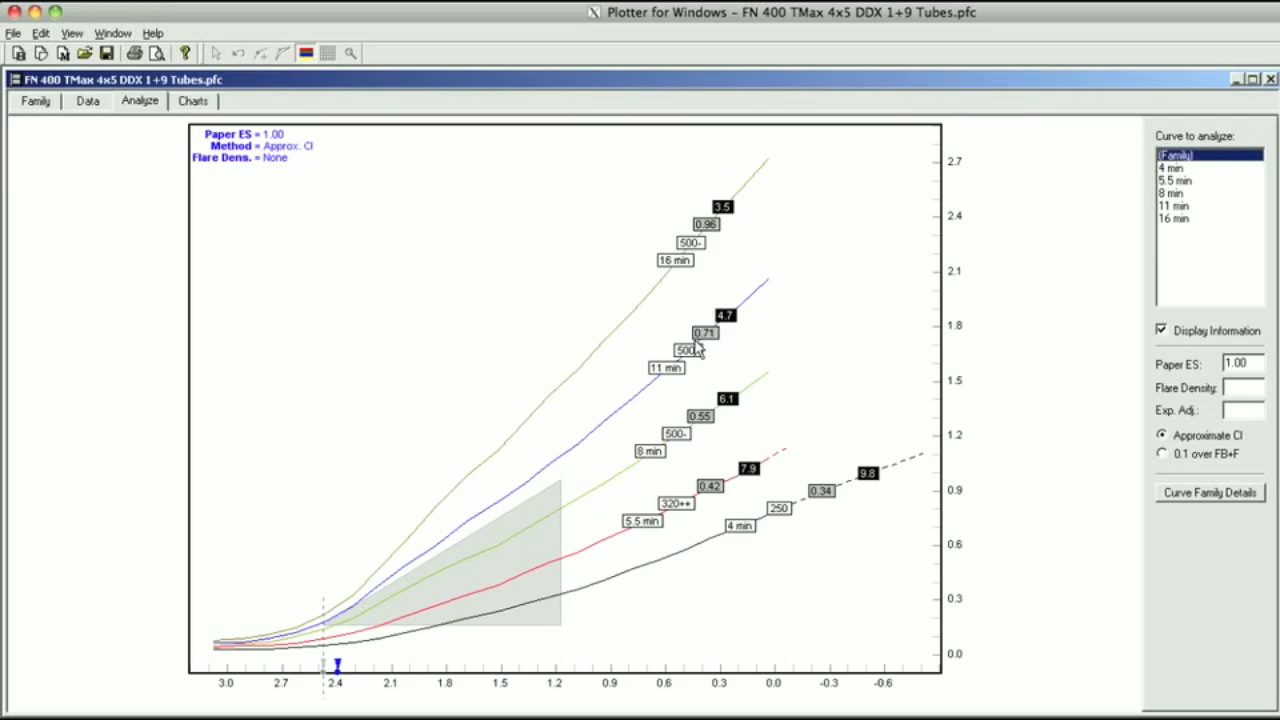 Plotter for Windows – FN 400 TMax 4x5 DDX 1+9 Tubes.pfc
File Edit View Window Help
FN 400 TMax 4x5 DDX 1+9 Tubes.pfc
Family Data Analyze Charts
Paper ES = 1.00
Method = Approx. CI
Flare Dens. = None
3.5
0.96
500-
16 min
4.7
0.71
500
11 min
6.1
0.55
500-
8 min
7.9
0.42
320++
5.5 min
9.8
0.34
250
4 min
2.7
2.4
2.1
1.8
1.5
1.2
0.9
0.6
0.3
0.0
3.0 2.7 2.4 2.1 1.8 1.5 1.2 0.9 0.6 0.3 0.0 -0.3 -0.6
Curve to analyze:
(Family)
4 min
5.5 min
8 min
11 min
16 min
Display Information
Paper ES: 1.00
Flare Density:
Exp. Adj.:
Approximate CI
0.1 over FB+F
Curve Family Details